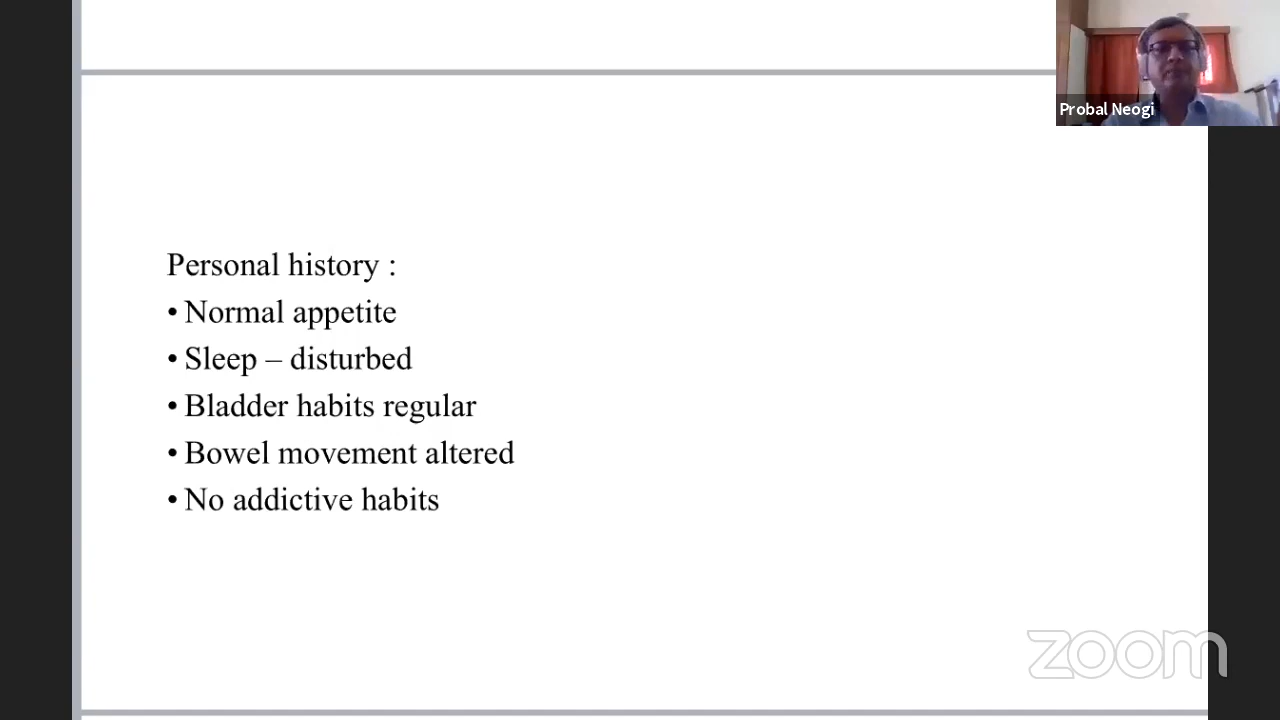 Probal Neogi
Personal history :
• Normal appetite
• Sleep – disturbed
• Bladder habits regular
• Bowel movement altered
• No addictive habits
zoom